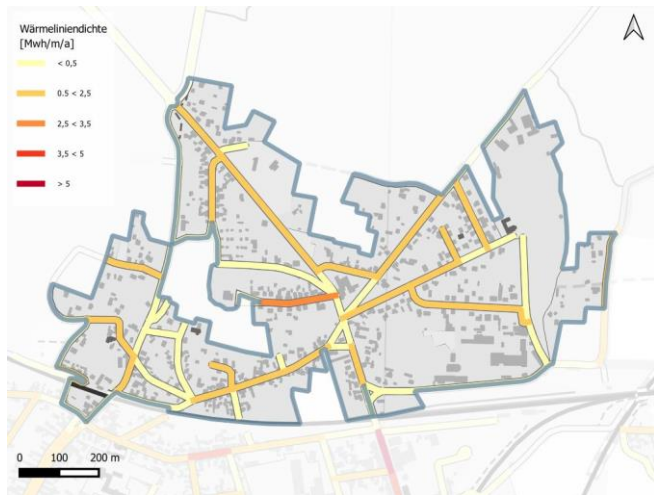 Wärmeliniendichte
[Mwh/m/a]
< 0,5
0.5 < 2,5
2,5 < 3,5
3,5 < 5
> 5
0 100 200 m